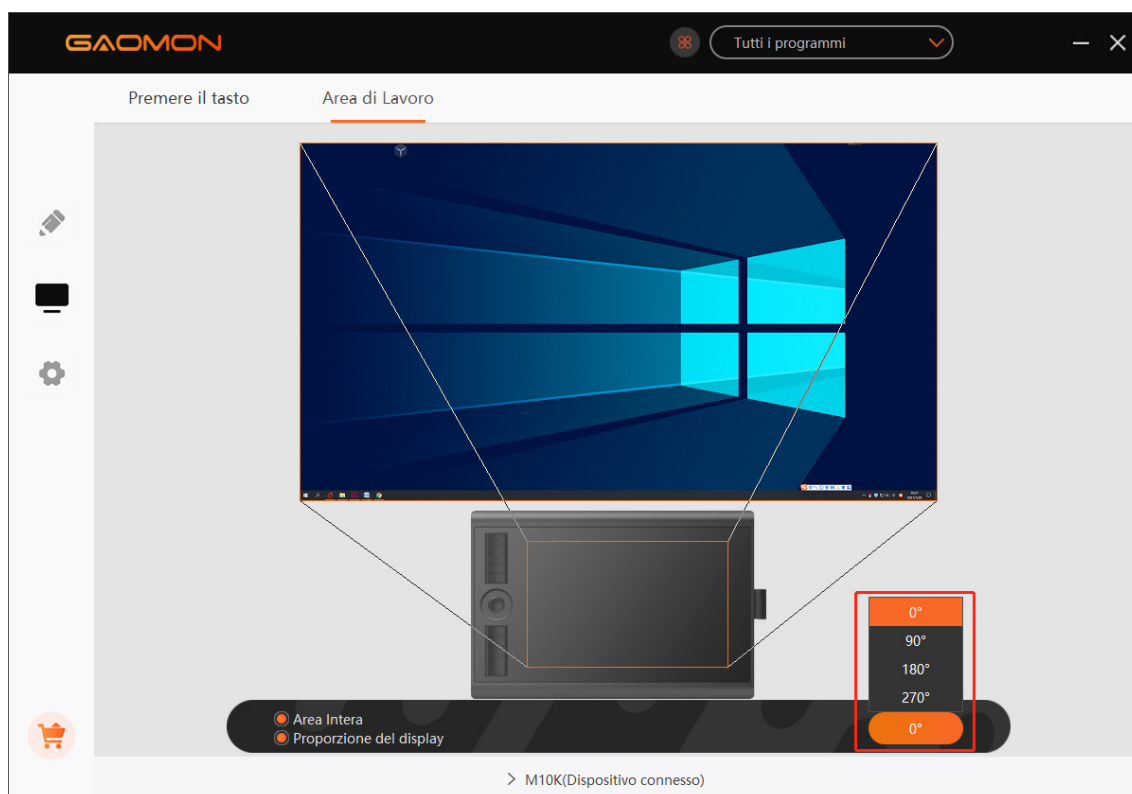 GAOMON
Tutti i programmi
Premere il tasto
Area di Lavoro
0°
90°
180°
270°
Area Intera
0°
Proporzione del display
M10K(Dispositivo connesso)